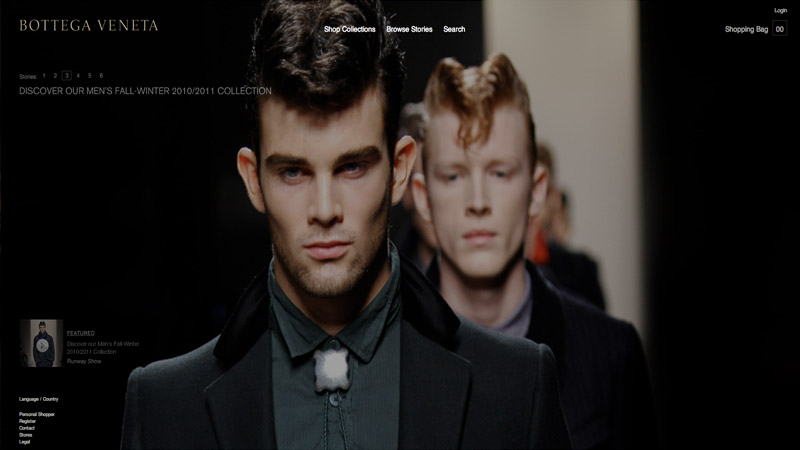 BOTTEGA VENETA
Shop Collections Browse Stories Search
Login
Shopping Bag 00
Stories: 1 2 3 4 5 6
DISCOVER OUR MEN'S FALL-WINTER 2010/2011 COLLECTION
FEATURED
Discover our Men's Fall-Winter
2010/2011 Collection
Runway Show
Language / Country
Personal Shopper
Register
Contact
Stores
Legal